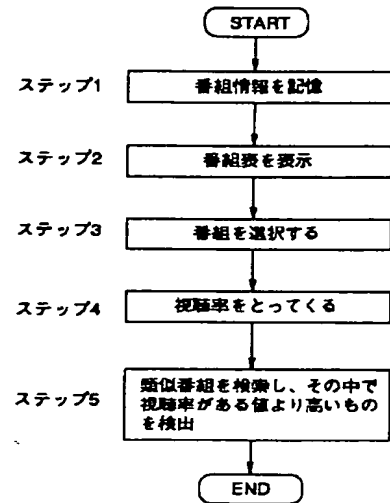 START
ステップ1
番組情報を記憶
ステップ2
番組表を表示
ステップ3
番組を選択する
ステップ4
視聴率をとってくる
ステップ5
類似番組を検索し、その中で
視聴率がある値より高いもの
を検出
END